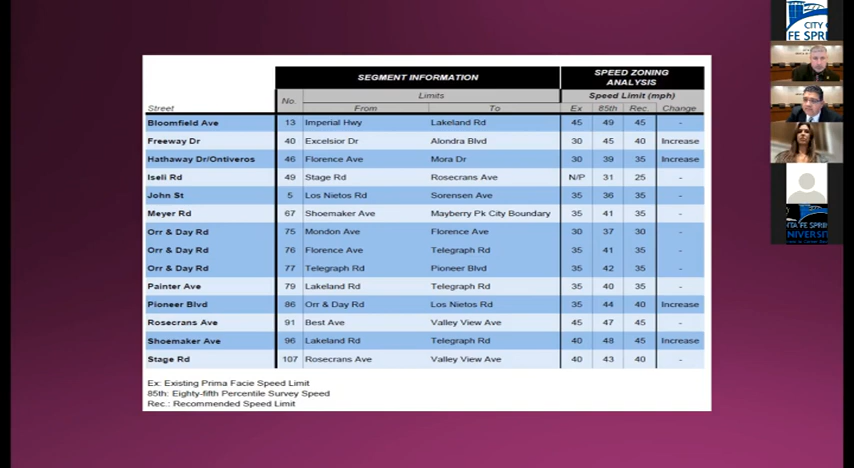 SEGMENT INFORMATION SPEED ZONING ANALYSIS
Limits Speed Limit (mph)
Street No. From To Ex 85th Rec. Change
Bloomfield Ave 13 Imperial Hwy Lakeland Rd 45 49 45 -
Freeway Dr 40 Excelsior Dr Alondra Blvd 30 45 40 Increase
Hathaway Dr/Ontiveros 46 Florence Ave Mora Dr 30 39 35 Increase
Iseli Rd 49 Stage Rd Rosecrans Ave N/P 31 25 -
John St 5 Los Nietos Rd Sorensen Ave 35 36 35 -
Meyer Rd 67 Shoemaker Ave Mayberry Pk City Boundary 35 41 35 -
Orr & Day Rd 75 Mondon Ave Florence Ave 30 37 30 -
Orr & Day Rd 76 Florence Ave Telegraph Rd 35 41 35 -
Orr & Day Rd 77 Telegraph Rd Pioneer Blvd 35 42 35 -
Painter Ave 79 Lakeland Rd Telegraph Rd 35 40 35 -
Pioneer Blvd 86 Orr & Day Rd Los Nietos Rd 35 44 40 Increase
Rosecrans Ave 91 Best Ave Valley View Ave 45 47 45 -
Shoemaker Ave 96 Lakeland Rd Telegraph Rd 40 48 45 Increase
Stage Rd 107 Rosecrans Ave Valley View Ave 40 43 40 -
Ex: Existing Prima Facie Speed Limit
85th: Eighty-fifth Percentile Survey Speed
Rec.: Recommended Speed Limit
CITY O
FE SPRIN
TA FE SPRIN
NIVERSI